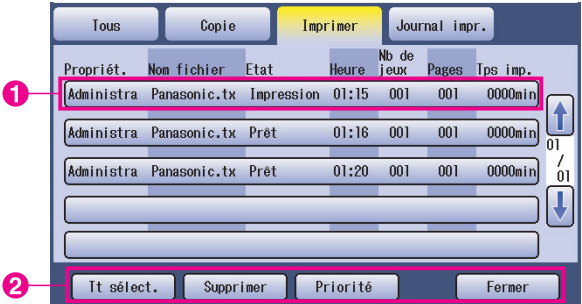 Tous Copie Imprimer Journal impr.
Propriét. Nom fichier Etat Heure Nb de jeux Pages Tps imp.
1 Administra Panasonic.tx Impression 01:15 001 001 0000min
Administra Panasonic.tx Prêt 01:16 001 001 0000min
Administra Panasonic.tx Prêt 01:20 001 001 0000min
01
/
01
2 Tt sélect. Supprimer Priorité Fermer